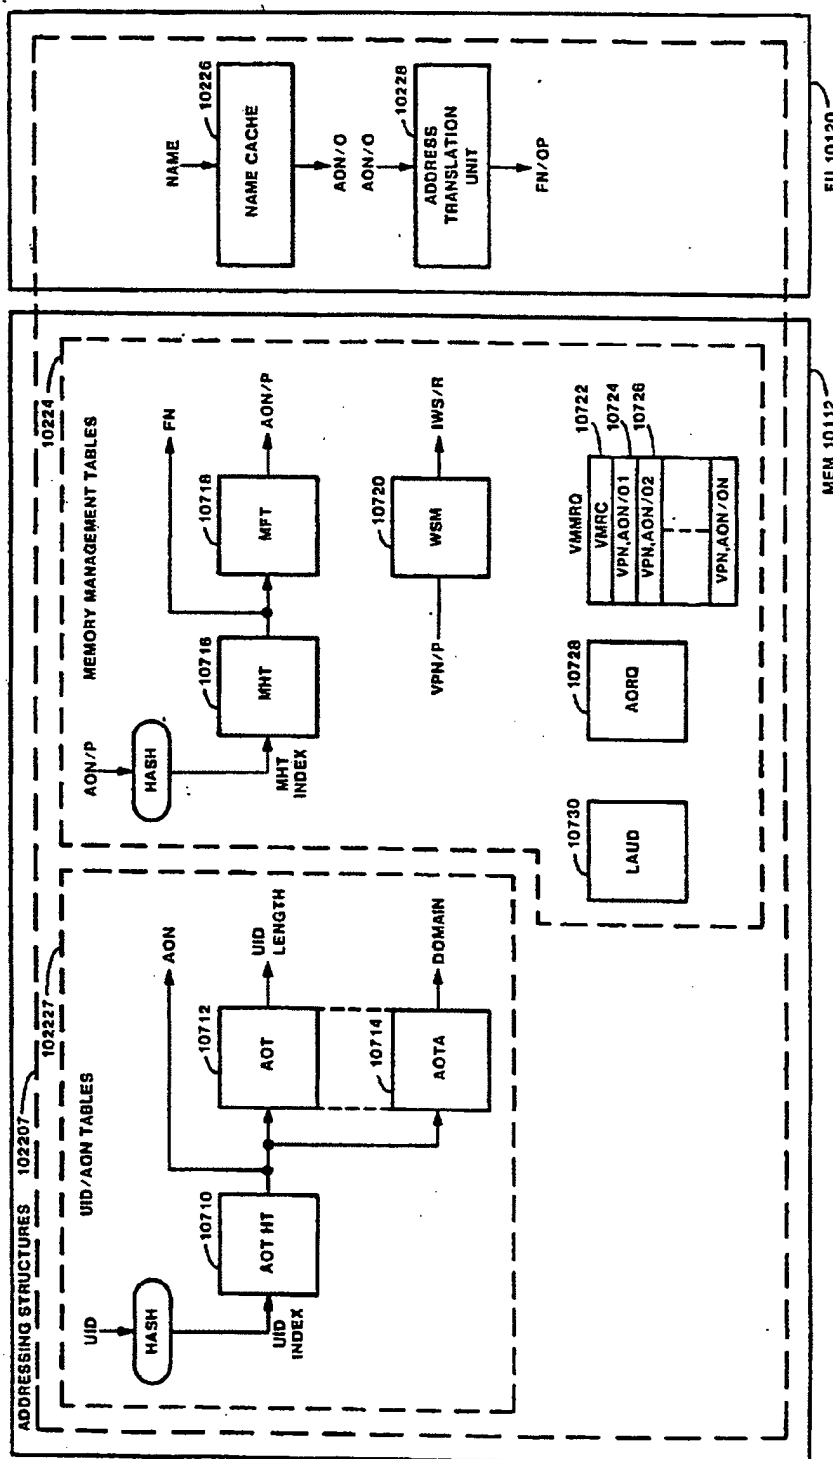 ADDRESSING STRUCTURES 102207
102227
UID/AON TABLES
UID
HASH
UID
INDEX
10710
AOT HT
AON
10712
AOT
UID
LENGTH
10714
AOTA
DOMAIN
10224
MEMORY MANAGEMENT TABLES
AON/P
HASH
MHT
INDEX
10716
MHT
FN
10718
MFT
AON/P
VPN/P
10720
WSM
IWS/R
10730
LAUD
10728
AORQ
VMMRQ
VMRC
10722
VPN,AON/O1
10724
VPN,AON/O2
10726
VPN,AON/ON
MEM 10112
NAME
10226
NAME CACHE
AON/O
AON/O
10228
ADDRESS
TRANSLATION
UNIT
FN/OP